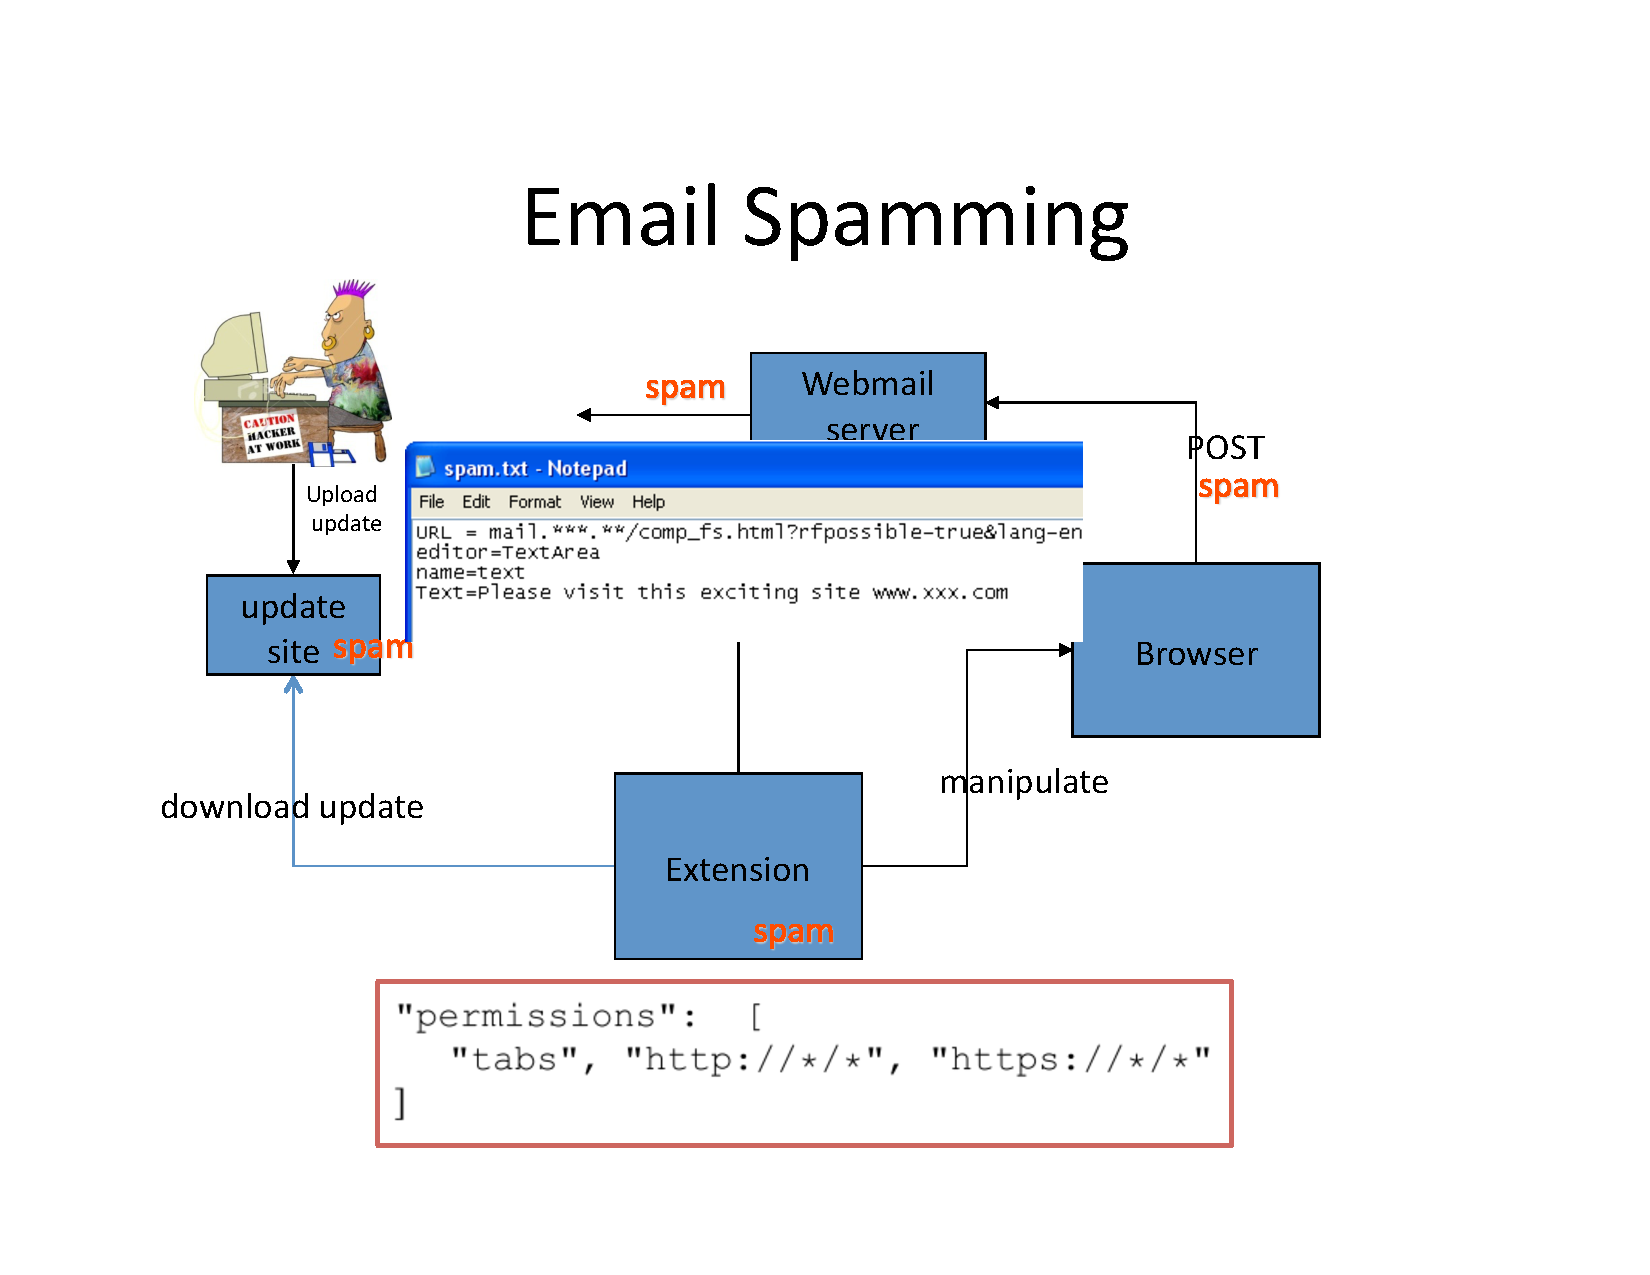 Email Spamming
CAUTION
HACKER
AT WORK
Upload
update
update
site spam
spam
Webmail
server
POST
spam
spam.txt - Notepad
File Edit Format View Help
URL = mail.***.**/comp_fs.html?rfpossible-true&lang-en
editor=TextArea
name=text
Text=Please visit this exciting site www.xxx.com
Browser
manipulate
download update
Extension
spam
"permissions": [
"tabs", "http://*/*", "https://*/*"
]